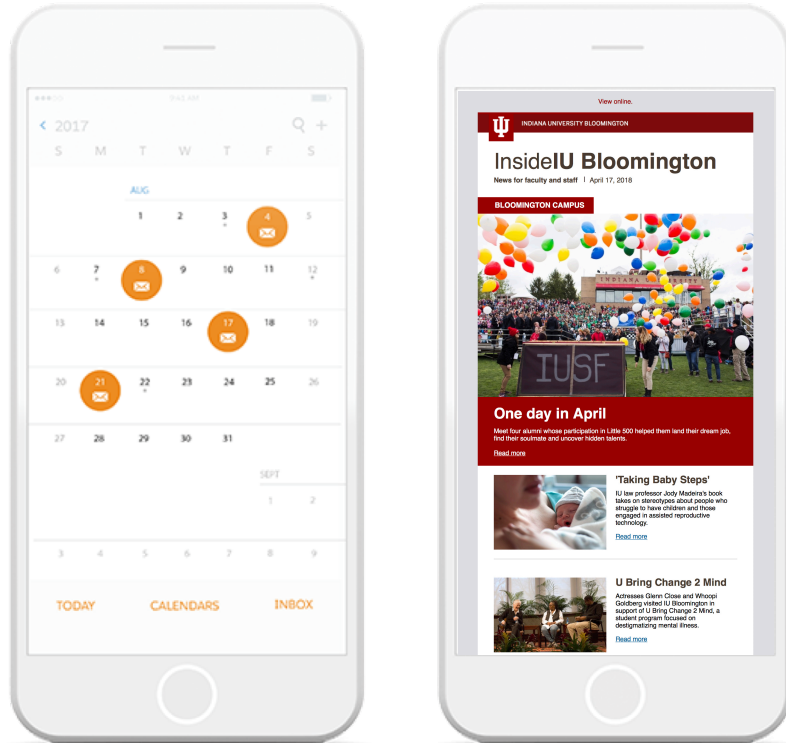 9:42 AM
2017
S M T W T F S
AUG
1 2 3 4 5
6 7 8 9 10 11 12
13 14 15 16 17 18 19
20 21 22 23 24 25 26
27 28 29 30 31
SEPT
1 2
3 4 5 6 7 8 9
TODAY CALENDARS INBOX
View online.
INDIANA UNIVERSITY BLOOMINGTON
InsideIU Bloomington
News for faculty and staff | April 17, 2018
BLOOMINGTON CAMPUS
INDIANA UNIVERSITY
IUSF
One day in April
Meet four alumni whose participation in Little 500 helped them land their dream job,
find their soulmate and uncover hidden talents.
Read more
'Taking Baby Steps'
IU law professor Jody Madeira's book
takes on stereotypes about people who
struggle to have children and those
engaged in assisted reproductive
technology.
Read more
U Bring Change 2 Mind
Actresses Glenn Close and Whoopi
Goldberg visited IU Bloomington in
support of U Bring Change 2 Mind, a
student program focused on
destigmatizing mental illness.
Read more